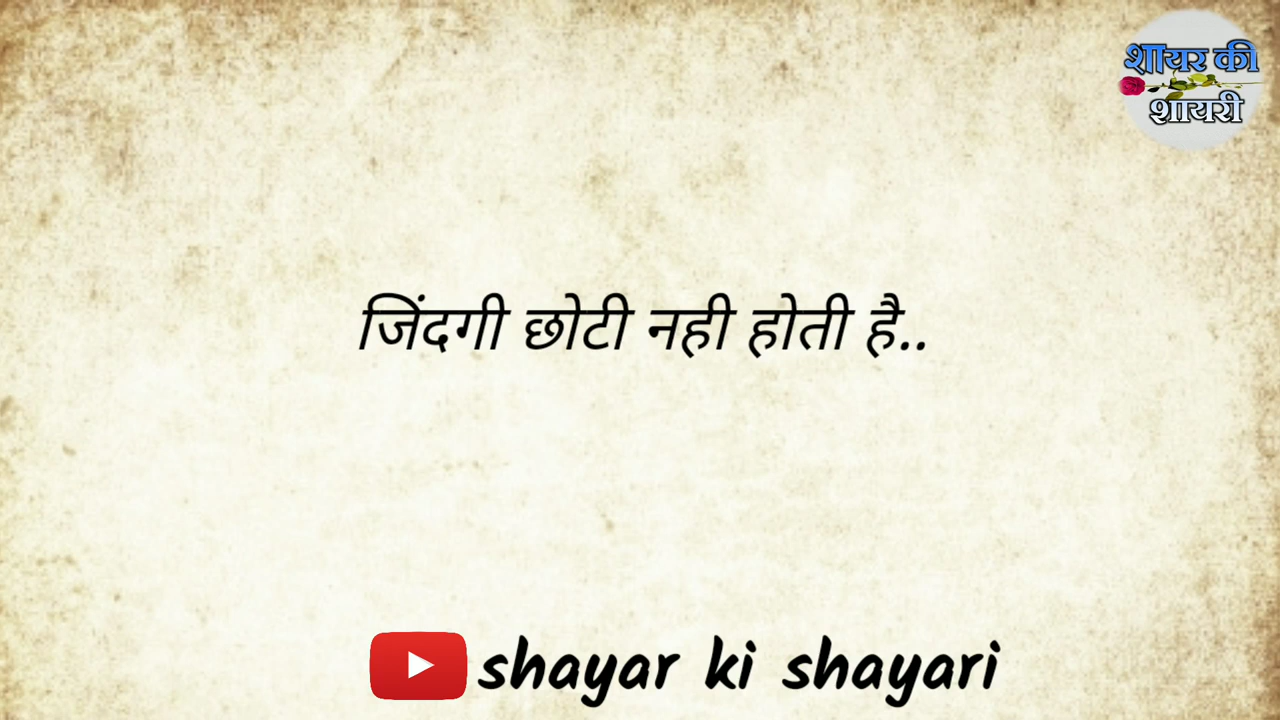 शायर की
शायरी
जिंदगी छोटी नही होती है..
shayar ki shayari